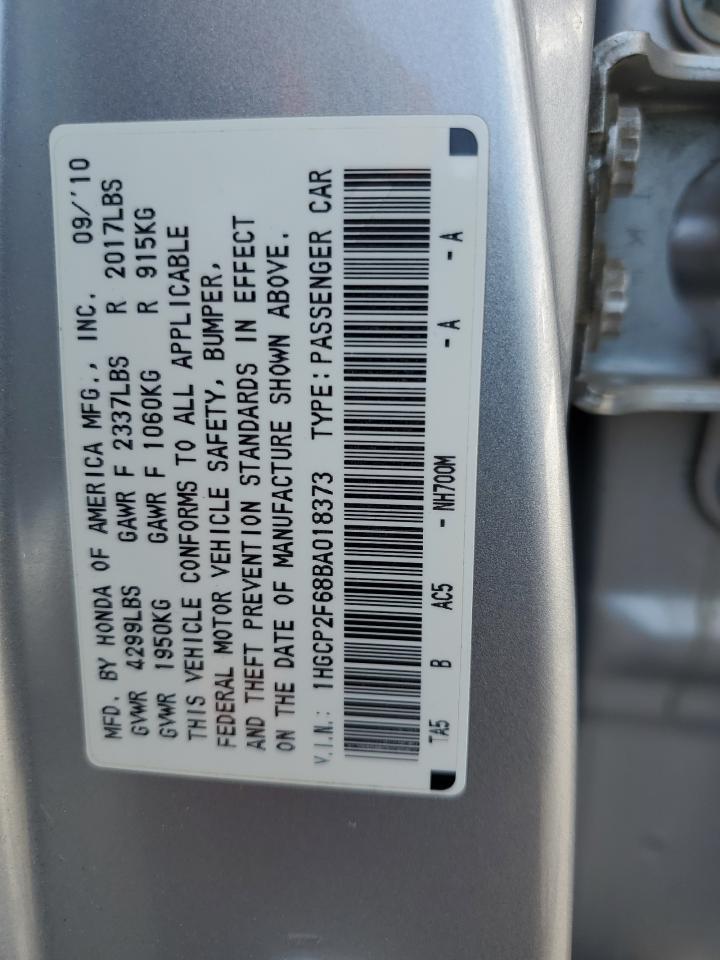 MFD. BY HONDA OF AMERICA MFG., INC. 09/'10
GVWR 4299LBS GAWR F 2337LBS R 2017LBS
GVWR 1950KG GAWR F 1060KG R 915KG
THIS VEHICLE CONFORMS TO ALL APPLICABLE
FEDERAL MOTOR VEHICLE SAFETY, BUMPER,
AND THEFT PREVENTION STANDARDS IN EFFECT
ON THE DATE OF MANUFACTURE SHOWN ABOVE.
V.I.N.: 1HGCP2F68BA018373 TYPE:PASSENGER CAR
TA5 B AC5 - NH700M - A - A